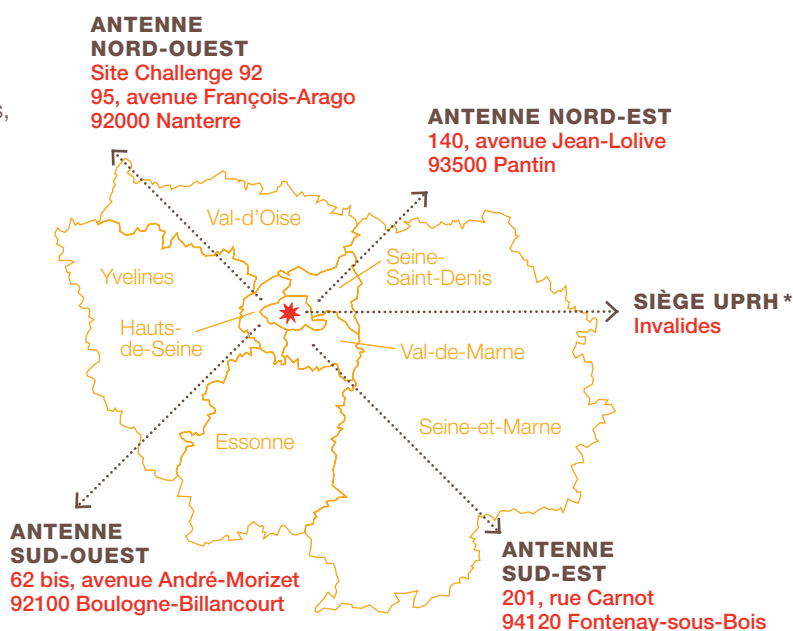 ANTENNE
NORD-OUEST
Site Challenge 92
95, avenue François-Arago
92000 Nanterre
ANTENNE NORD-EST
140, avenue Jean-Lolive
93500 Pantin
Val-d'Oise
Yvelines
Seine-
Saint-Denis
Hauts-
de-Seine
SIÈGE UPRH *
Invalides
Val-de-Marne
Essonne
Seine-et-Marne
ANTENNE
SUD-OUEST
62 bis, avenue André-Morizet
92100 Boulogne-Billancourt
ANTENNE
SUD-EST
201, rue Carnot
94120 Fontenay-sous-Bois